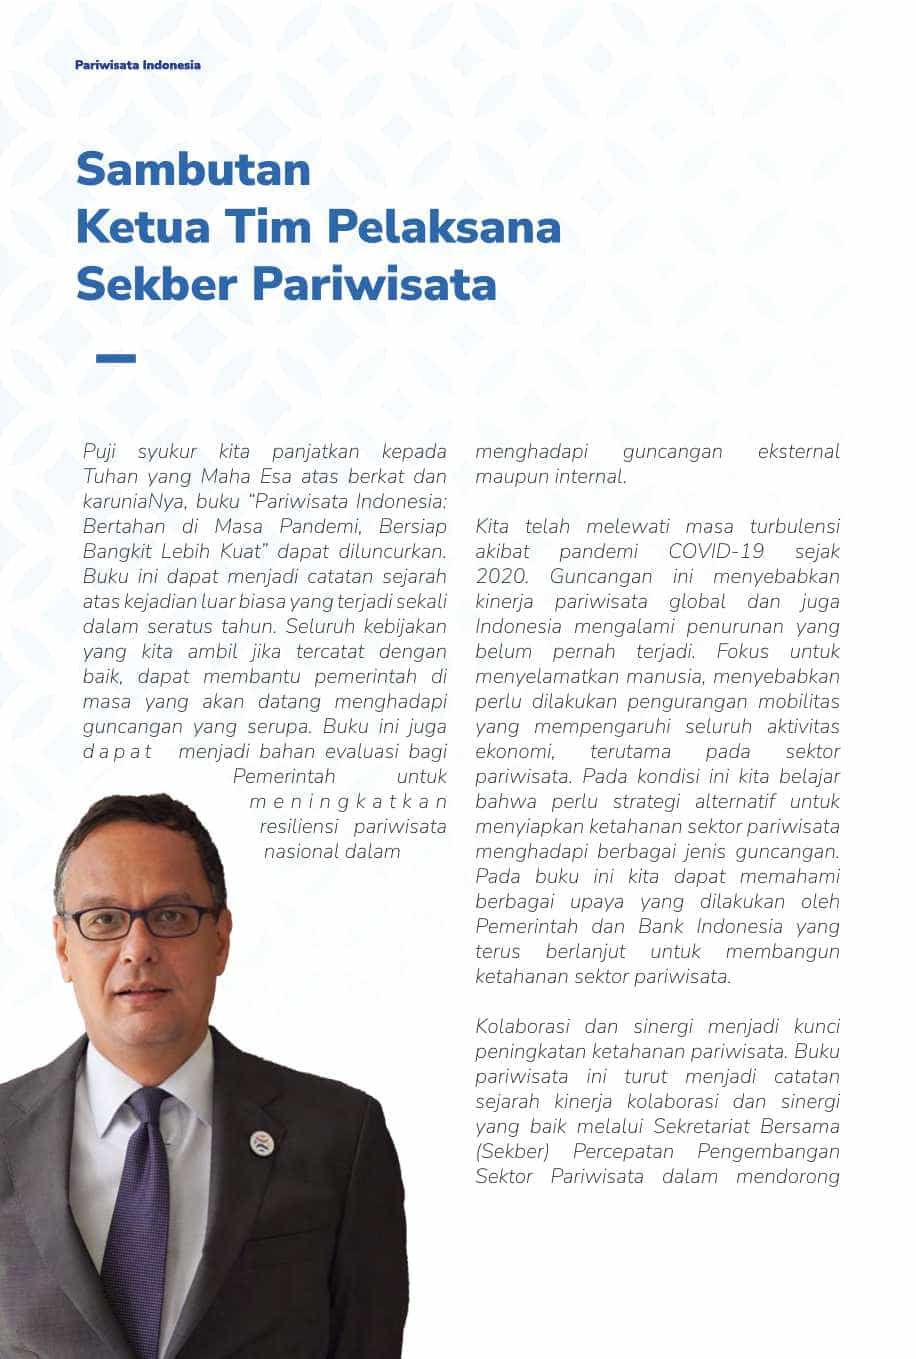 Pariwisata Indonesia
Sambutan
Ketua Tim Pelaksana
Sekber Pariwisata
Puji syukur kita panjatkan kepada
Tuhan yang Maha Esa atas berkat dan
karuniaNya, buku “Pariwisata Indonesia:
Bertahan di Masa Pandemi, Bersiap
Bangkit Lebih Kuat” dapat diluncurkan.
Buku ini dapat menjadi catatan sejarah
atas kejadian luar biasa yang terjadi sekali
dalam seratus tahun. Seluruh kebijakan
yang kita ambil jika tercatat dengan
baik, dapat membantu pemerintah di
masa yang akan datang menghadapi
guncangan yang serupa. Buku ini juga
dapat menjadi bahan evaluasi bagi
Pemerintah untuk
meningkatkan
resiliensi pariwisata
nasional dalam
menghadapi guncangan eksternal
maupun internal.
Kita telah melewati masa turbulensi
akibat pandemi COVID-19 sejak
2020. Guncangan ini menyebabkan
kinerja pariwisata global dan juga
Indonesia mengalami penurunan yang
belum pernah terjadi. Fokus untuk
menyelamatkan manusia, menyebabkan
perlu dilakukan pengurangan mobilitas
yang mempengaruhi seluruh aktivitas
ekonomi, terutama pada sektor
pariwisata. Pada kondisi ini kita belajar
bahwa perlu strategi alternatif untuk
menyiapkan ketahanan sektor pariwisata
menghadapi berbagai jenis guncangan.
Pada buku ini kita dapat memahami
berbagai upaya yang dilakukan oleh
Pemerintah dan Bank Indonesia yang
terus berlanjut untuk membangun
ketahanan sektor pariwisata.
Kolaborasi dan sinergi menjadi kunci
peningkatan ketahanan pariwisata. Buku
pariwisata ini turut menjadi catatan
sejarah kinerja kolaborasi dan sinergi
yang baik melalui Sekretariat Bersama
(Sekber) Percepatan Pengembangan
Sektor Pariwisata dalam mendorong